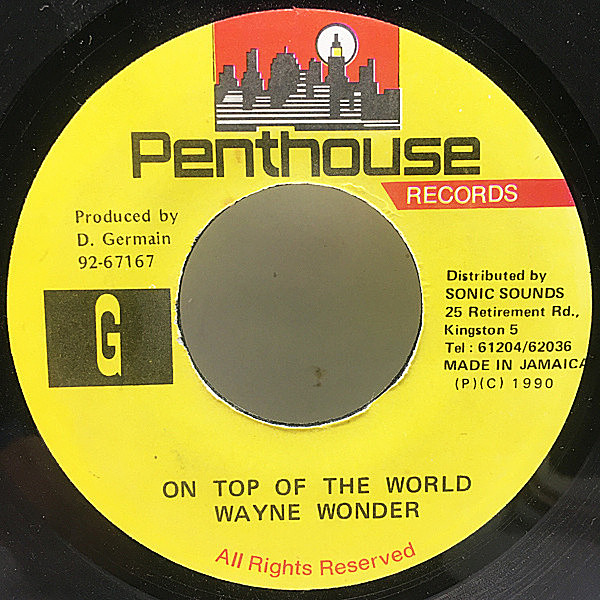 Penthouse
RECORDS
Produced by
D. Germain
92-67167
G
Distributed by
SONIC SOUNDS
25 Retirement Rd.,
Kingston 5
Tel: 61204/62036
MADE IN JAMAICA
(P)(C) 1990
ON TOP OF THE WORLD
WAYNE WONDER
All Rights Reserved